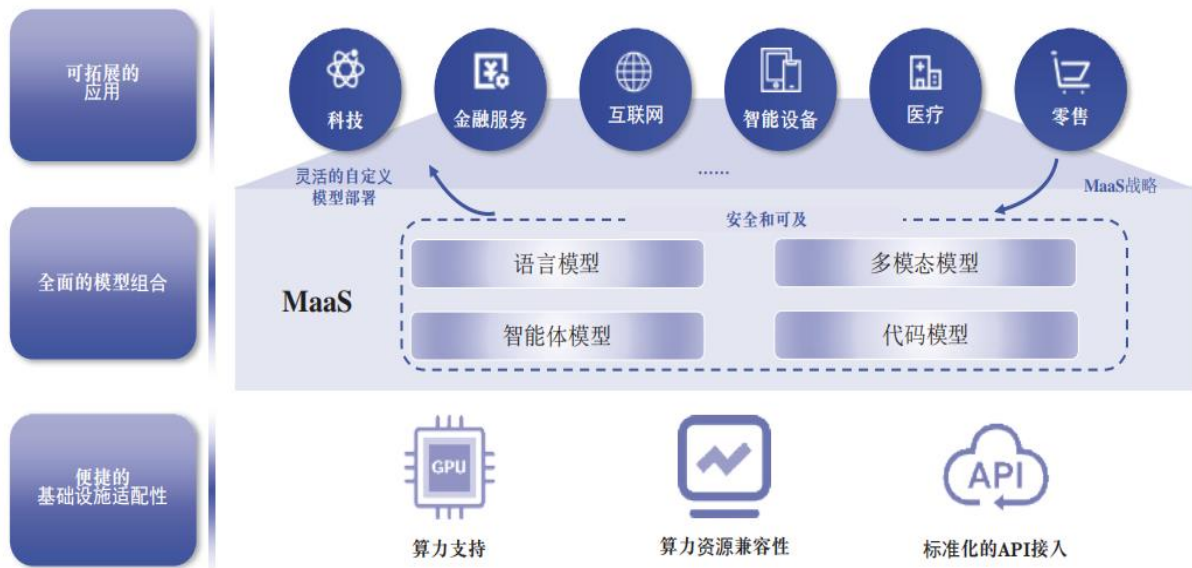 可拓展的
应用
科技
金融服务
互联网
智能设备
医疗
零售
灵活的自定义
模型部署
......
MaaS战略
全面的模型组合
MaaS
安全和可及
语言模型
多模态模型
智能体模型
代码模型
便捷的
基础设施适配性
GPU
API
算力支持
算力资源兼容性
标准化的API接入